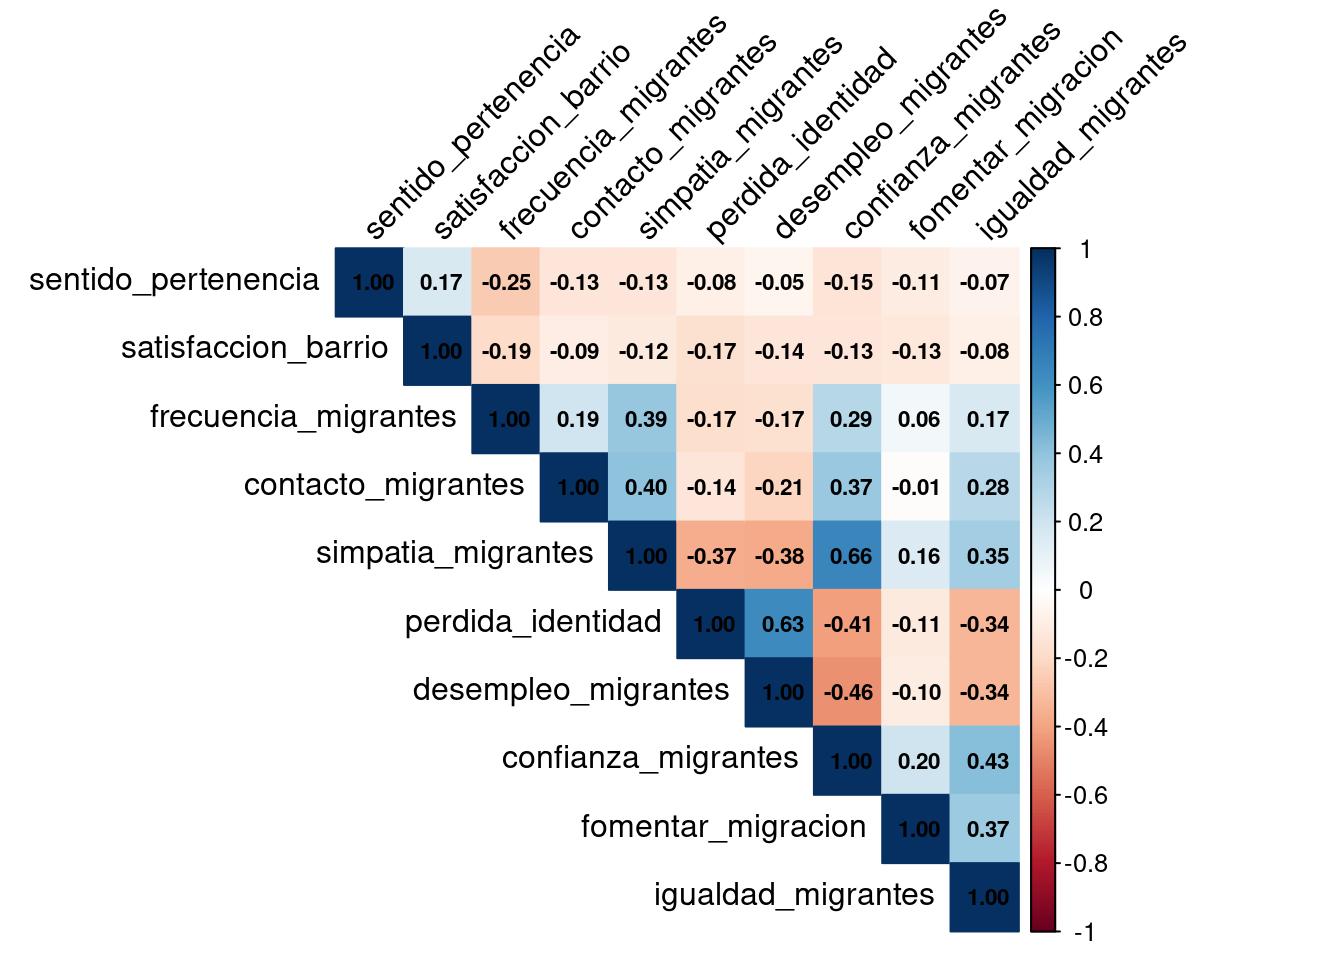 sentido_pertenencia
satisfaccion_barrio
frecuencia_migrantes
contacto_migrantes
simpatia_migrantes
perdida_identidad
desempleo_migrantes
confianza_migrantes
fomentar_migracion
igualdad_migrantes
sentido_pertenencia 1.00 0.17 -0.25 -0.13 -0.13 -0.08 -0.05 -0.15 -0.11 -0.07
satisfaccion_barrio 1.00 -0.19 -0.09 -0.12 -0.17 -0.14 -0.13 -0.13 -0.08
frecuencia_migrantes 1.00 0.19 0.39 -0.17 -0.17 0.29 0.06 0.17
contacto_migrantes 1.00 0.40 -0.14 -0.21 0.37 -0.01 0.28
simpatia_migrantes 1.00 -0.37 -0.38 0.66 0.16 0.35
perdida_identidad 1.00 0.63 -0.41 -0.11 -0.34
desempleo_migrantes 1.00 -0.46 -0.10 -0.34
confianza_migrantes 1.00 0.20 0.43
fomentar_migracion 1.00 0.37
igualdad_migrantes 1.00
1
0.8
0.6
0.4
0.2
0
-0.2
-0.4
-0.6
-0.8
-1